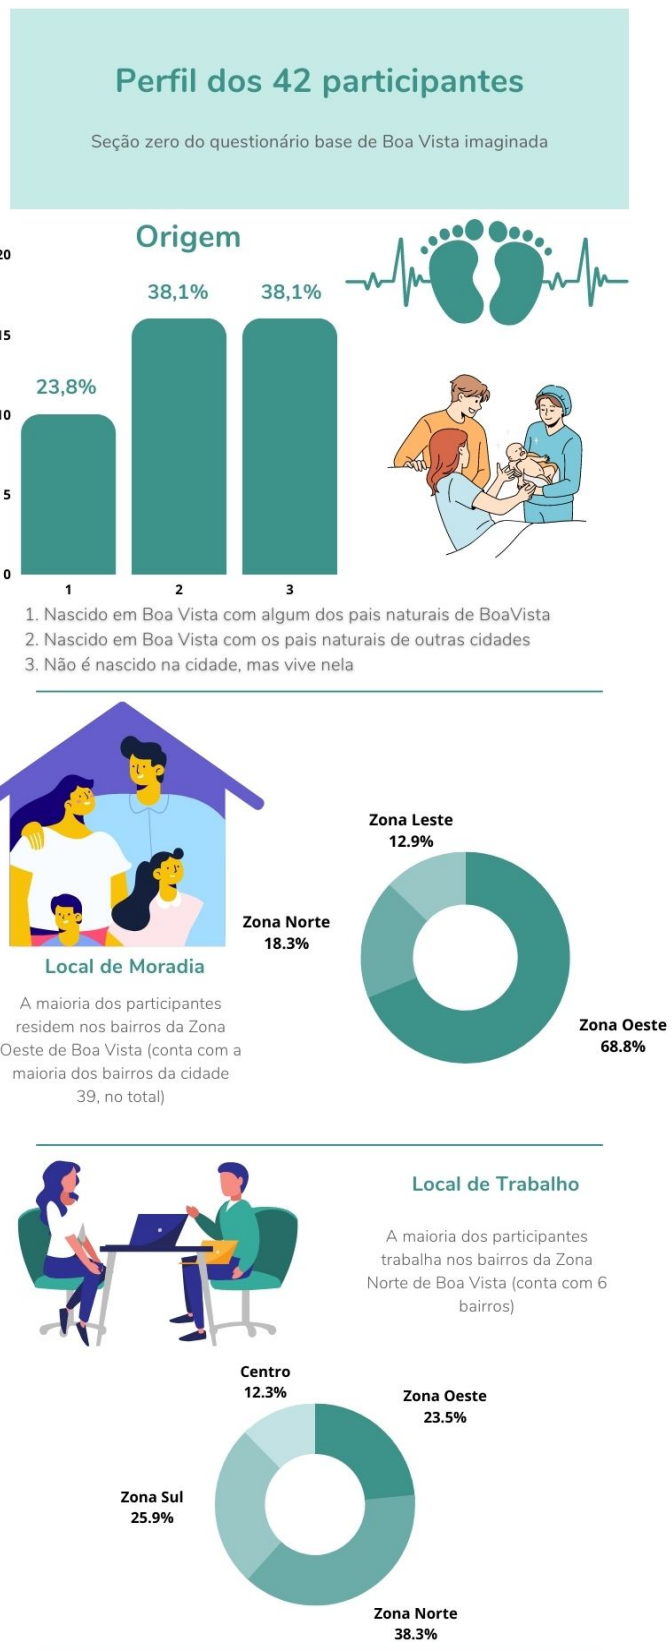 Perfil dos 42 participantes
Seção zero do questionário base de Boa Vista imaginada
Origem
20
15
10
5
0
23,8%
38,1%
38,1%
1
2
3
1. Nascido em Boa Vista com algum dos pais naturais de BoaVista
2. Nascido em Boa Vista com os pais naturais de outras cidades
3. Não é nascido na cidade, mas vive nela
Zona Leste
12.9%
Zona Norte
18.3%
Zona Oeste
68.8%
Local de Moradia
A maioria dos participantes
residem nos bairros da Zona
Oeste de Boa Vista (conta com a
maioria dos bairros da cidade
39, no total)
Local de Trabalho
A maioria dos participantes
trabalha nos bairros da Zona
Norte de Boa Vista (conta com 6
bairros)
Centro
12.3%
Zona Oeste
23.5%
Zona Sul
25.9%
Zona Norte
38.3%